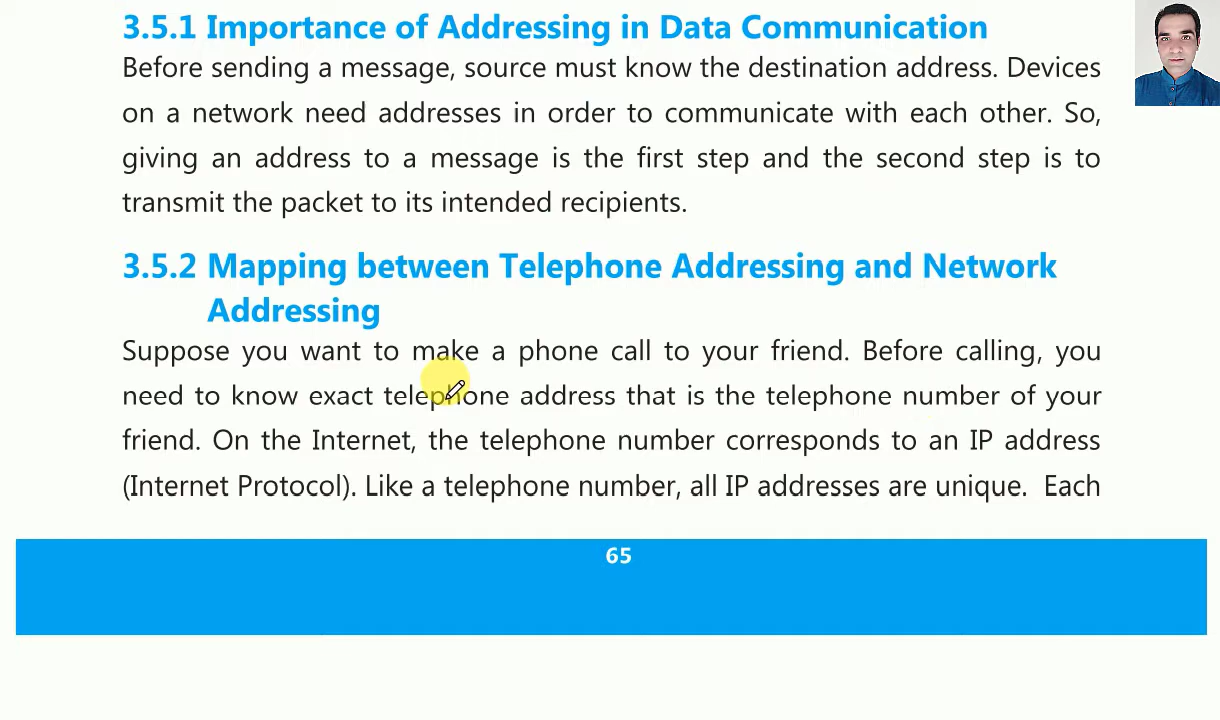 3.5.1 Importance of Addressing in Data Communication
Before sending a message, source must know the destination address. Devices
on a network need addresses in order to communicate with each other. So,
giving an address to a message is the first step and the second step is to
transmit the packet to its intended recipients.
3.5.2 Mapping between Telephone Addressing and Network
Addressing
Suppose you want to make a phone call to your friend. Before calling, you
need to know exact telephone address that is the telephone number of your
friend. On the Internet, the telephone number corresponds to an IP address
(Internet Protocol). Like a telephone number, all IP addresses are unique. Each
65